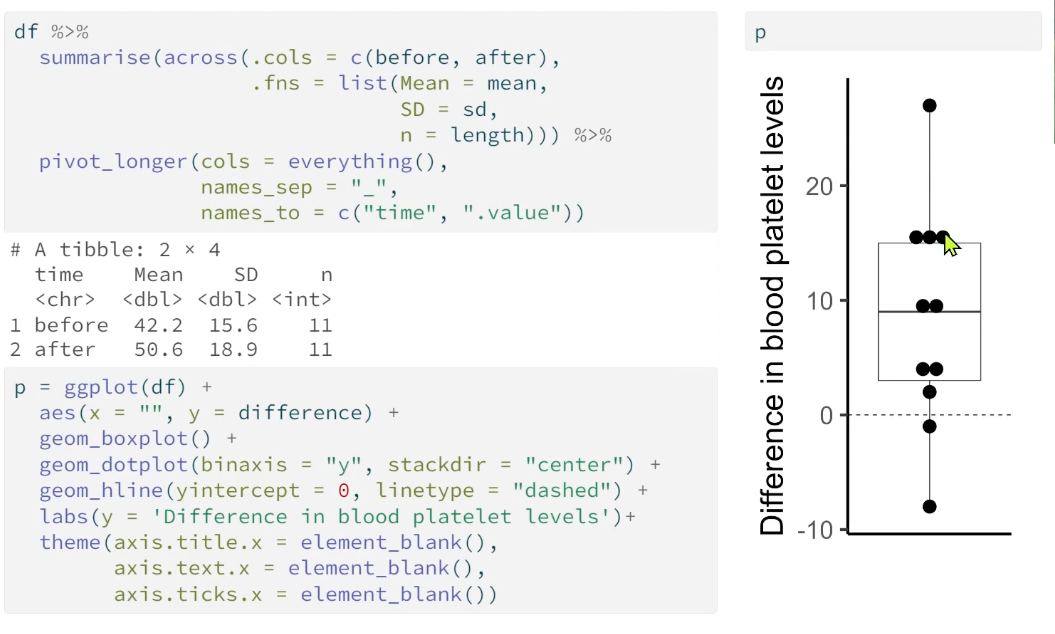 df %>%
  summarise(across(.cols = c(before, after),
                   .fns = list(Mean = mean,
                               SD = sd,
                               n = length))) %>%
  pivot_longer(cols = everything(),
               names_sep = "_",
               names_to = c("time", ".value"))
# A tibble: 2 × 4
  time    Mean    SD     n
  <chr>  <dbl> <dbl> <int>
1 before  42.2  15.6    11
2 after   50.6  18.9    11
p = ggplot(df) +
  aes(x = "", y = difference) +
  geom_boxplot() +
  geom_dotplot(binaxis = "y", stackdir = "center") +
  geom_hline(yintercept = 0, linetype = "dashed") +
  labs(y = 'Difference in blood platelet levels')+
  theme(axis.title.x = element_blank(),
        axis.text.x = element_blank(),
        axis.ticks.x = element_blank())
p
Difference in blood platelet levels
20
10
0
-10